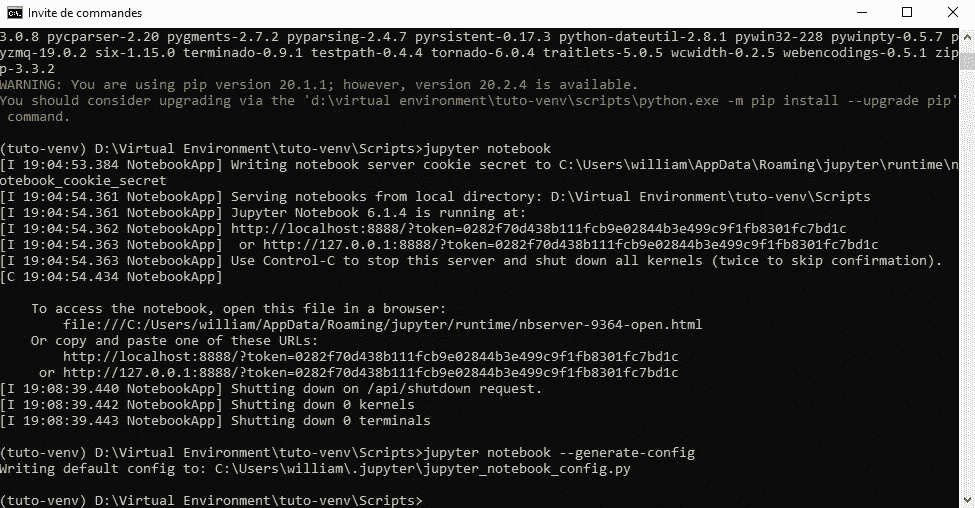 Invite de commandes
3.0.8 pycparser-2.20 pygments-2.7.2 pyparsing-2.4.7 pyrsistent-0.17.3 python-dateutil-2.8.1 pywin32-228 pywinpty-0.5.7 p
yzmq-19.0.2 six-1.15.0 terminado-0.9.1 testpath-0.4.4 tornado-6.0.4 traitlets-5.0.5 wcwidth-0.2.5 webencodings-0.5.1 zip
p-3.3.2
WARNING: You are using pip version 20.1.1; however, version 20.2.4 is available.
You should consider upgrading via the 'd:\virtual environment\tuto-venv\scripts\python.exe -m pip install --upgrade pip'
 command.
(tuto-venv) D:\Virtual Environment\tuto-venv\Scripts>jupyter notebook
[I 19:04:53.384 NotebookApp] Writing notebook server cookie secret to C:\Users\william\AppData\Roaming\jupyter\runtime\n
otebook_cookie_secret
[I 19:04:54.361 NotebookApp] Serving notebooks from local directory: D:\Virtual Environment\tuto-venv\Scripts
[I 19:04:54.361 NotebookApp] Jupyter Notebook 6.1.4 is running at:
[I 19:04:54.362 NotebookApp] http://localhost:8888/?token=0282f70d438b111fcb9e02844b3e499c9f1fb8301fc7bd1c
[I 19:04:54.363 NotebookApp]  or http://127.0.0.1:8888/?token=0282f70d438b111fcb9e02844b3e499c9f1fb8301fc7bd1c
[I 19:04:54.363 NotebookApp] Use Control-C to stop this server and shut down all kernels (twice to skip confirmation).
[C 19:04:54.434 NotebookApp]
    To access the notebook, open this file in a browser:
        file:///C:/Users/william/AppData/Roaming/jupyter/runtime/nbserver-9364-open.html
    Or copy and paste one of these URLs:
        http://localhost:8888/?token=0282f70d438b111fcb9e02844b3e499c9f1fb8301fc7bd1c
     or http://127.0.0.1:8888/?token=0282f70d438b111fcb9e02844b3e499c9f1fb8301fc7bd1c
[I 19:08:39.440 NotebookApp] Shutting down on /api/shutdown request.
[I 19:08:39.442 NotebookApp] Shutting down 0 kernels
[I 19:08:39.443 NotebookApp] Shutting down 0 terminals
(tuto-venv) D:\Virtual Environment\tuto-venv\Scripts>jupyter notebook --generate-config
Writing default config to: C:\Users\william\.jupyter\jupyter_notebook_config.py
(tuto-venv) D:\Virtual Environment\tuto-venv\Scripts>